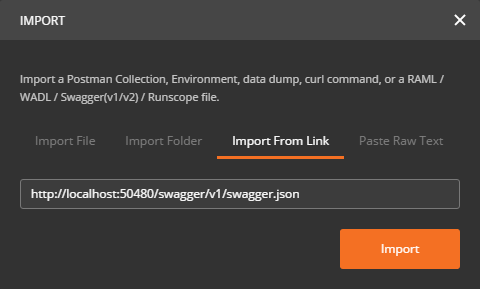 IMPORT
Import a Postman Collection, Environment, data dump, curl command, or a RAML /
WADL / Swagger(v1/v2) / Runscope file.
Import File Import Folder Import From Link Paste Raw Text
http://localhost:50480/swagger/v1/swagger.json
Import